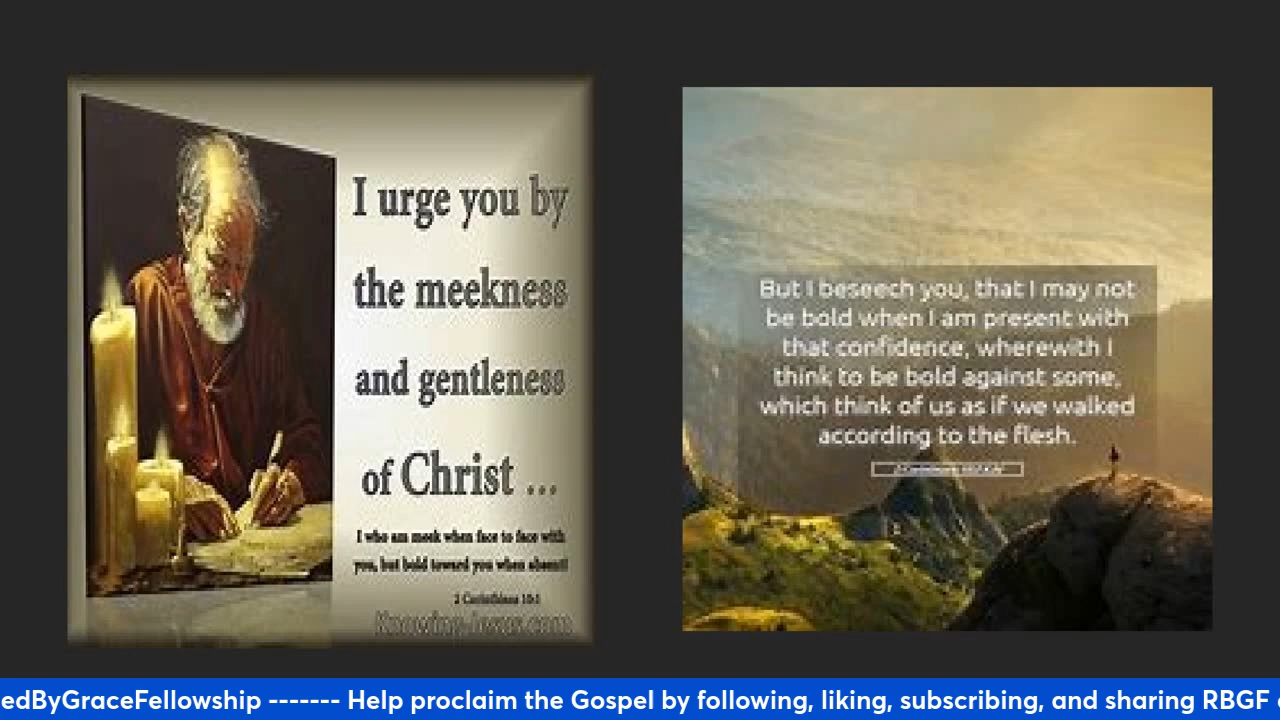 I urge you by
the meekness
and gentleness
of Christ ...
I who am meek when face to face with
you, but bold toward you when absent!
2 Corinthians 10:1
Knowing-Jesus.com
But I beseech you, that I may not
be bold when I am present with
that confidence, wherewith I
think to be bold against some,
which think of us as if we walked
according to the flesh.
edByGraceFellowship ------- Help proclaim the Gospel by following, liking, subscribing, and sharing RBGF